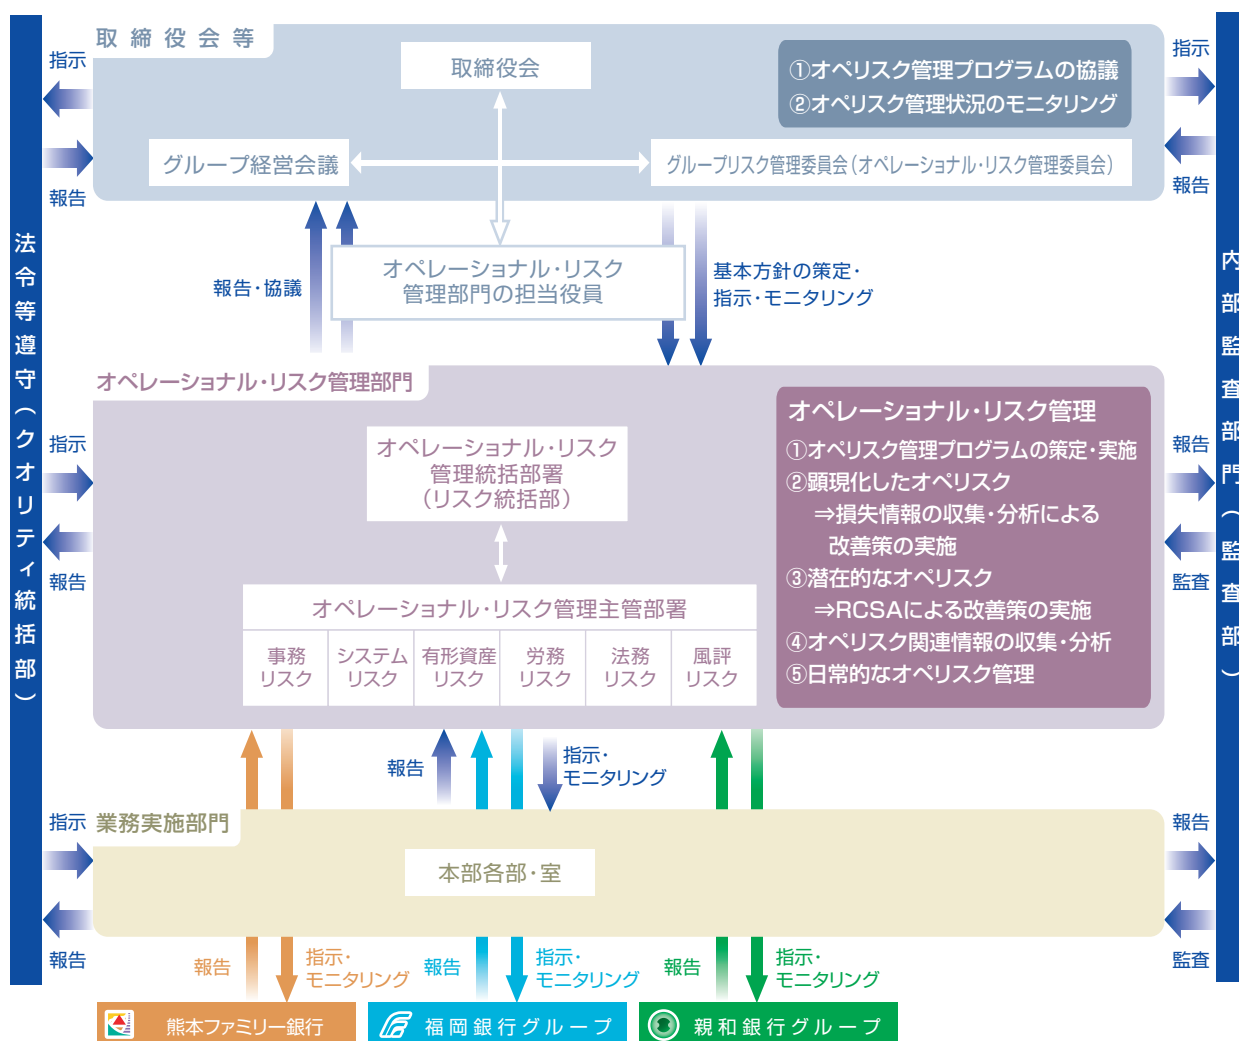 取締役会等
取締役会
①オペリスク管理プログラムの協議
②オペリスク管理状況のモニタリング
グループ経営会議
グループリスク管理委員会(オペレーショナル・リスク管理委員会)
指示
報告
指示
報告
法令等遵守(クオリティ統括部)
内部監査部門(監査部)
報告・協議
オペレーショナル・リスク
管理部門の担当役員
基本方針の策定・
指示・モニタリング
オペレーショナル・リスク管理部門
指示
報告
オペレーショナル・リスク
管理統括部署
(リスク統括部)
オペレーショナル・リスク管理主管部署
事務
リスク
システム
リスク
有形資産
リスク
労務
リスク
法務
リスク
風評
リスク
オペレーショナル・リスク管理
①オペリスク管理プログラムの策定・実施
②顕現化したオペリスク
⇒損失情報の収集・分析による
改善策の実施
③潜在的なオペリスク
⇒RCSAによる改善策の実施
④オペリスク関連情報の収集・分析
⑤日常的なオペリスク管理
報告
監査
報告
指示・
モニタリング
業務実施部門
指示
報告
本部各部・室
報告
監査
報告
指示・
モニタリング
報告
指示・
モニタリング
報告
指示・
モニタリング
熊本ファミリー銀行
福岡銀行グループ
親和銀行グループ